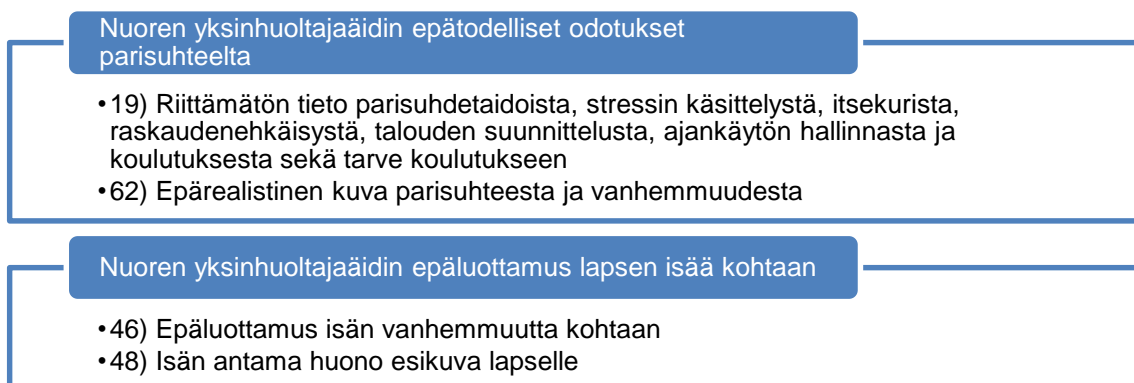 Nuoren yksinhuoltajaäidin epätodelliset odotukset
parisuhteelta
•19) Riittämätön tieto parisuhdetaidoista, stressin käsittelystä, itsekurista,
raskaudenehkäisystä, talouden suunnittelusta, ajankäytön hallinnasta ja
koulutuksesta sekä tarve koulutukseen
•62) Epärealistinen kuva parisuhteesta ja vanhemmuudesta
Nuoren yksinhuoltajaäidin epäluottamus lapsen isää kohtaan
•46) Epäluottamus isän vanhemmuutta kohtaan
•48) Isän antama huono esikuva lapselle